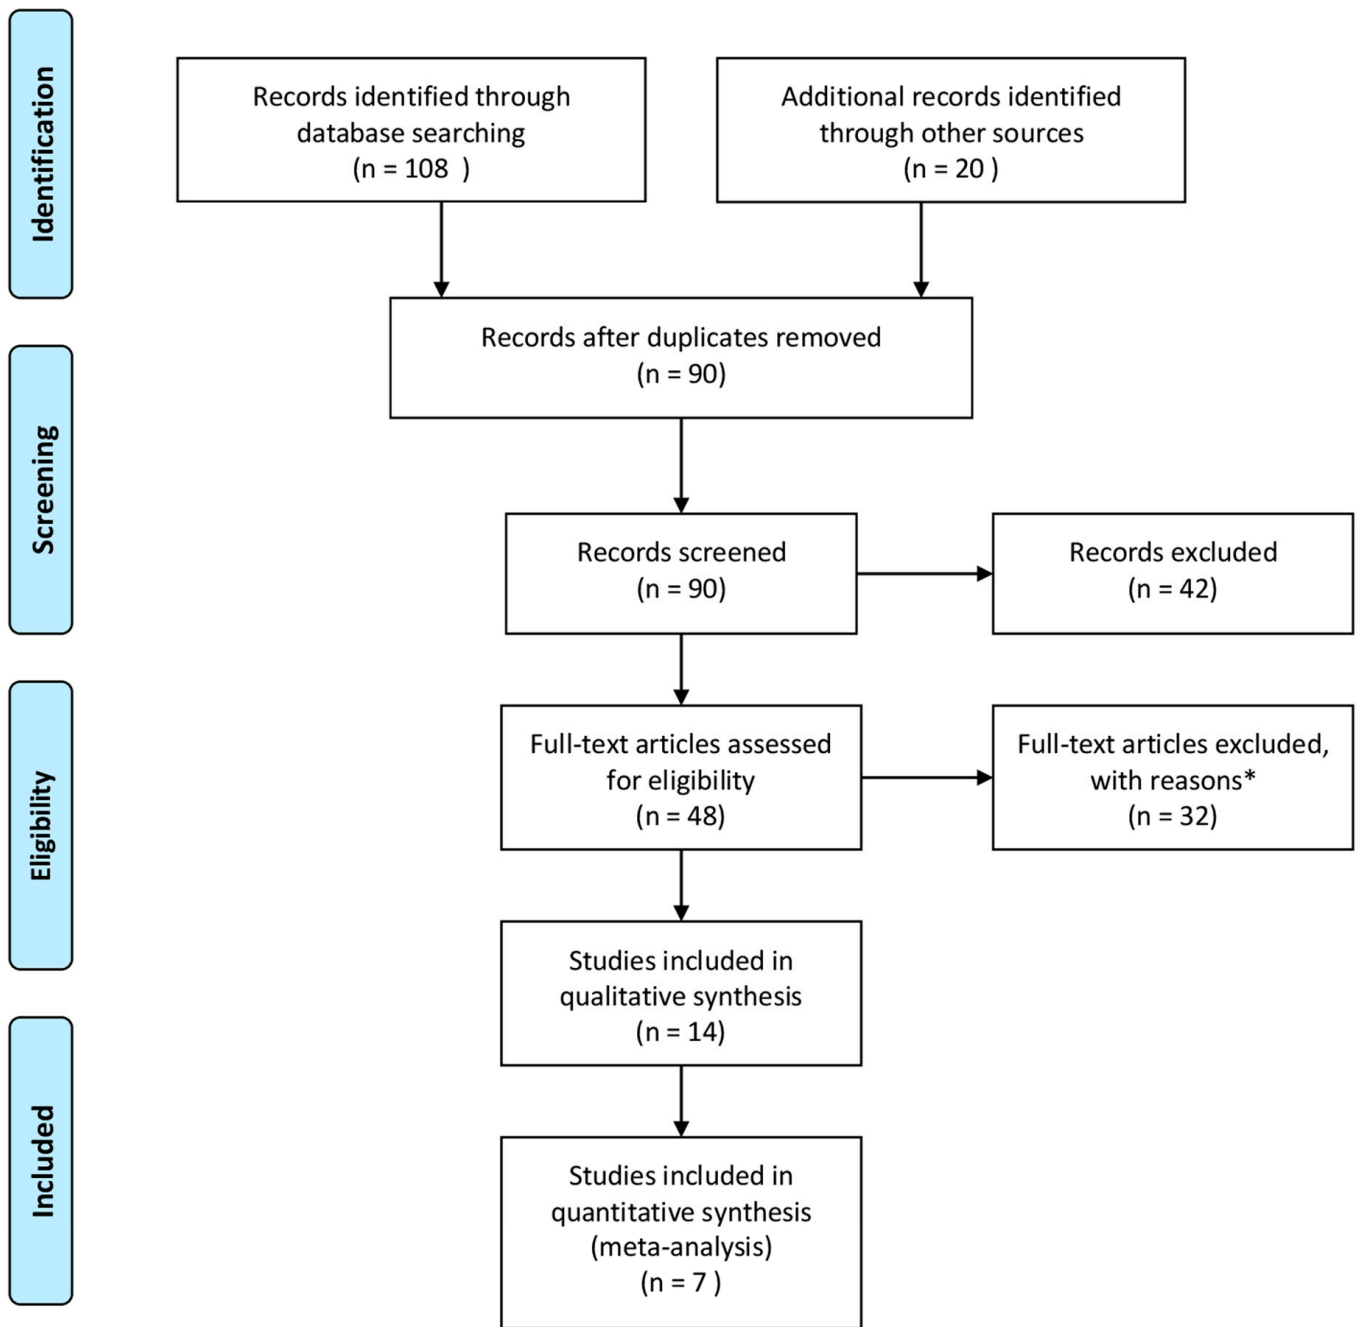 Identification
Records identified through
database searching
(n = 108  )
Additional records identified
through other sources
(n = 20 )
Records after duplicates removed
(n = 90)
Screening
Records screened
(n = 90)
Records excluded
(n = 42)
Eligibility
Full-text articles assessed
for eligibility
(n = 48)
Full-text articles excluded,
with reasons*
(n = 32)
Studies included in
qualitative synthesis
(n = 14)
Included
Studies included in
quantitative synthesis
(meta-analysis)
(n = 7 )